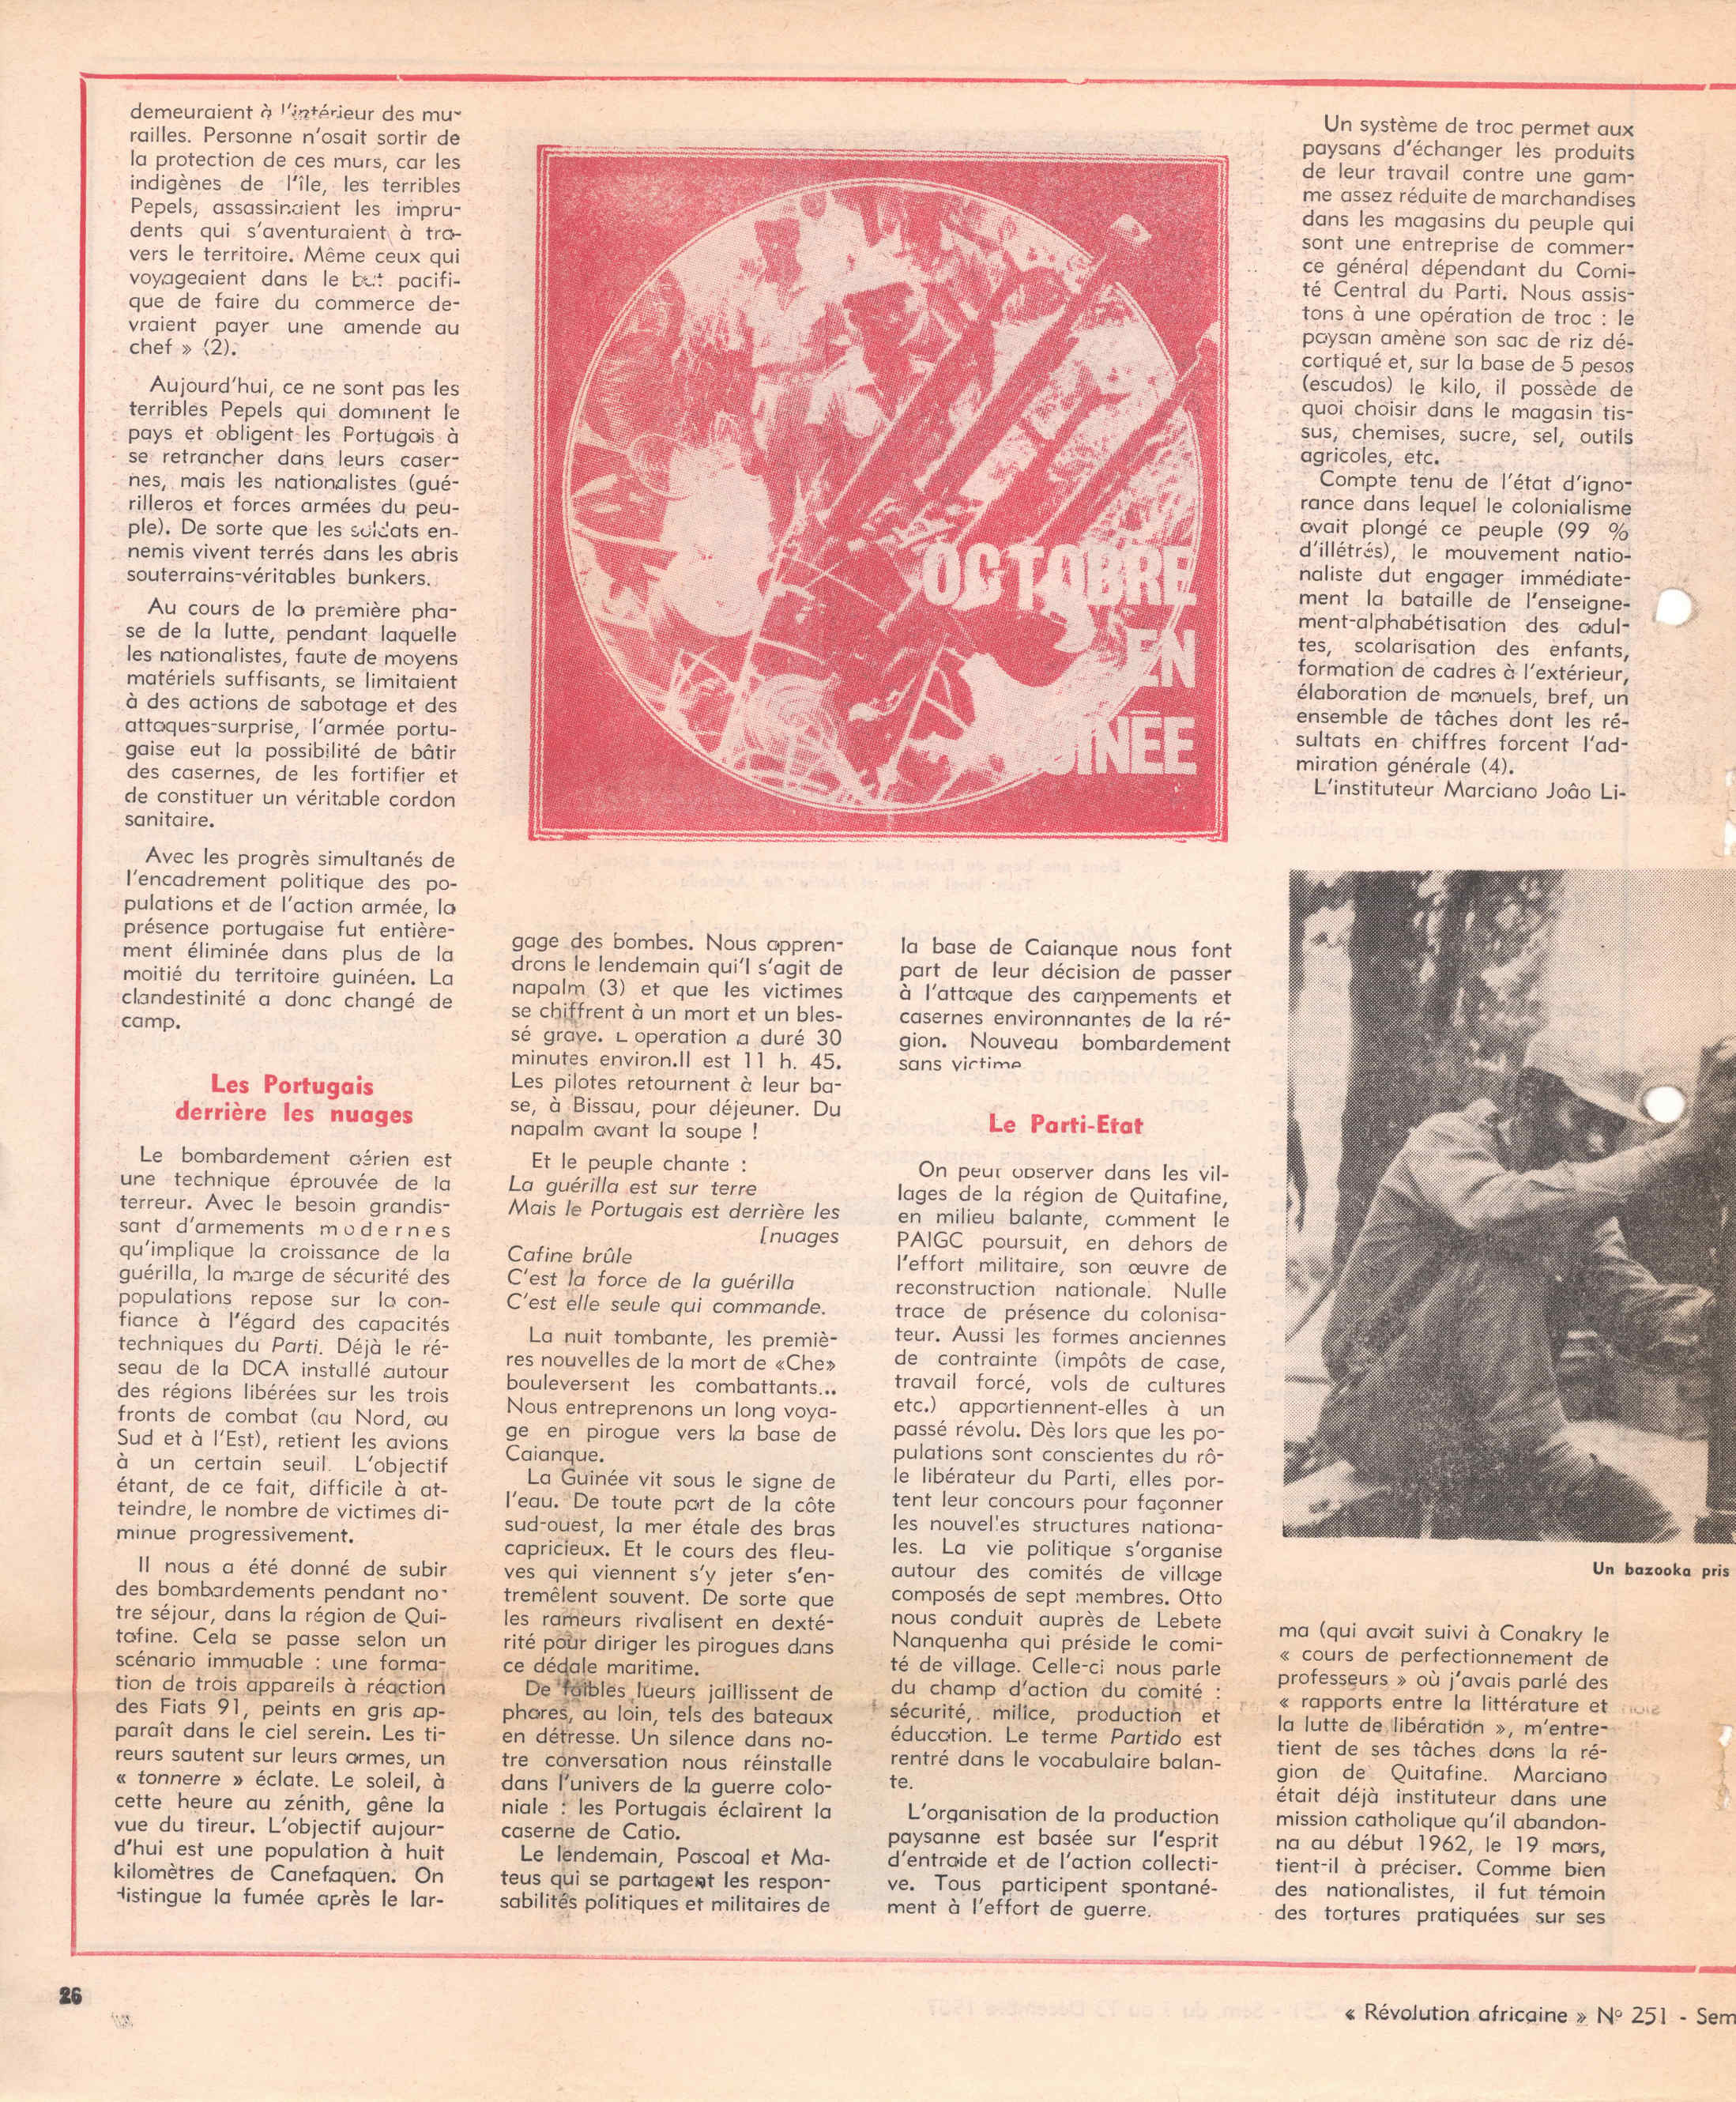 demeuraient à l'intérieur des mu-
railles. Personne n'osait sortir de
la protection de ces murs, car les
indigènes de l'île, les terribles
Pepels, assassinaient les impru-
dents qui s'aventuraient à tra-
vers le territoire. Même ceux qui
voyageaient dans le but pacifi-
que de faire du commerce de-
vraient payer une amende au
chef » (2).
Aujourd'hui, ce ne sont pas les
terribles Pepels qui dominent le
pays et obligent les Portugais à
se retrancher dans leurs caser-
nes, mais les nationalistes (gué-
rilleros et forces armées du peu-
ple). De sorte que les soldats en-
nemis vivent terrés dans les abris
souterrains-véritables bunkers.
Au cours de la première pha-
se de la lutte, pendant laquelle
les nationalistes, faute de moyens
matériels suffisants, se limitaient
à des actions de sabotage et des
attaques-surprise, l'armée portu-
gaise eut la possibilité de bâtir
des casernes, de les fortifier et
de constituer un véritable cordon
sanitaire.
Avec les progrès simultanés de
l'encadrement politique des po-
pulations et de l'action armée, la
présence portugaise fut entière-
ment éliminée dans plus de la
moitié du territoire guinéen. La
clandestinité a donc changé de
camp.
Les Portugais
derrière les nuages
Le bombardement aérien est
une technique éprouvée de la
terreur. Avec le besoin grandis-
sant d'armements modernes
qu'implique la croissance de la
guérilla, la marge de sécurité des
populations repose sur la con-
fiance à l'égard des capacités
techniques du Parti. Déjà le ré-
seau de la DCA installé autour
des régions libérées sur les trois
fronts de combat (au Nord, au
Sud et à l'Est), retient les avions
à un certain seuil. L'objectif
étant, de ce fait, difficile à at-
teindre, le nombre de victimes di-
minue progressivement.
Il nous a été donné de subir
des bombardements pendant no-
tre séjour, dans la région de Qui-
tafine. Cela se passe selon un
scénario immuable : une forma-
tion de trois appareils à réaction
des Fiats 91, peints en gris ap-
paraît dans le ciel serein. Les ti-
reurs sautent sur leurs armes, un
« tonnerre » éclate. Le soleil, à
cette heure au zénith, gêne la
vue du tireur. L'objectif aujour-
d'hui est une population à huit
kilomètres de Canefaquen. On
distingue la fumée après le lar-
OCTOBRE
EN
GUINÉE
gage des bombes. Nous appren-
drons le lendemain qui'l s'agit de
napalm (3) et que les victimes
se chiffrent à un mort et un bles-
sé grave. L operation a duré 30
minutes environ.Il est 11 h. 45.
Les pilotes retournent à leur ba-
se, à Bissau, pour déjeuner. Du
napalm avant la soupe !
Et le peuple chante :
La guérilla est sur terre
Mais le Portugais est derrière les
[nuages
Cafine brûle
C'est la force de la guérilla
C'est elle seule qui commande.
La nuit tombante, les premiè-
res nouvelles de la mort de «Che»
bouleversent les combattants...
Nous entreprenons un long voya-
ge en pirogue vers la base de
Caianque.
La Guinée vit sous le signe de
l'eau. De toute part de la côte
sud-ouest, la mer étale des bras
capricieux. Et le cours des fleu-
ves qui viennent s'y jeter s'en-
tremêlent souvent. De sorte que
les rameurs rivalisent en dexté-
rité pour diriger les pirogues dans
ce dédale maritime.
De faibles lueurs jaillissent de
phares, au loin, tels des bateaux
en détresse. Un silence dans no-
tre conversation nous réinstalle
dans l'univers de la guerre colo-
niale : les Portugais éclairent la
caserne de Catio.
Le lendemain, Pascoal et Ma-
teus qui se partagent les respon-
sabilités politiques et militaires de
la base de Caianque nous font
part de leur décision de passer
à l'attaque des campements et
casernes environnantes de la ré-
gion. Nouveau bombardement
sans victime
Le Parti-Etat
On peut observer dans les vil-
lages de la région de Quitafine,
en milieu balante, comment le
PAIGC poursuit, en dehors de
l'effort militaire, son œuvre de
reconstruction nationale. Nulle
trace de présence du colonisa-
teur. Aussi les formes anciennes
de contrainte (impôts de case,
travail forcé, vols de cultures
etc.) appartiennent-elles à un
passé révolu. Dès lors que les po-
pulations sont conscientes du rô-
le libérateur du Parti, elles por-
tent leur concours pour façonner
les nouvelles structures nationa-
les. La vie politique s'organise
autour des comités de village
composés de sept membres. Otto
nous conduit auprès de Lebete
Nanquenha qui préside le comi-
té de village. Celle-ci nous parle
du champ d'action du comité :
sécurité, milice, production et
éducation. Le terme Partido est
rentré dans le vocabulaire balan-
te.
L'organisation de la production
paysanne est basée sur l'esprit
d'entraide et de l'action collecti-
ve. Tous participent spontané-
ment à l'effort de guerre.
Un système de troc permet aux
paysans d'échanger les produits
de leur travail contre une gam-
me assez réduite de marchandises
dans les magasins du peuple qui
sont une entreprise de commer-
ce général dépendant du Comi-
té Central du Parti. Nous assis-
tons à une opération de troc : le
paysan amène son sac de riz dé-
cortiqué et, sur la base de 5 pesos
(escudos) le kilo, il possède de
quoi choisir dans le magasin tis-
sus, chemises, sucre, sel, outils
agricoles, etc.
Compte tenu de l'état d'igno-
rance dans lequel le colonialisme
avait plongé ce peuple (99 %
d'illétrés), le mouvement natio-
naliste dut engager immédiate-
ment la bataille de l'enseigne-
ment-alphabétisation des adul-
tes, scolarisation des enfants,
formation de cadres à l'extérieur,
élaboration de manuels, bref, un
ensemble de tâches dont les ré-
sultats en chiffres forcent l'ad-
miration générale (4).
L'instituteur Marciano Joâo Li-
Un bazooka pris
ma (qui avait suivi à Conakry le
« cours de perfectionnement de
professeurs » où j'avais parlé des
« rapports entre la littérature et
la lutte de libération », m'entre-
tient de ses tâches dans la ré-
gion de Quitafine. Marciano
était déjà instituteur dans une
mission catholique qu'il abandon-
na au début 1962, le 19 mars,
tient-il à préciser. Comme bien
des nationalistes, il fut témoin
des tortures pratiquées sur ses
26
« Révolution africaine » N° 251 - Sem